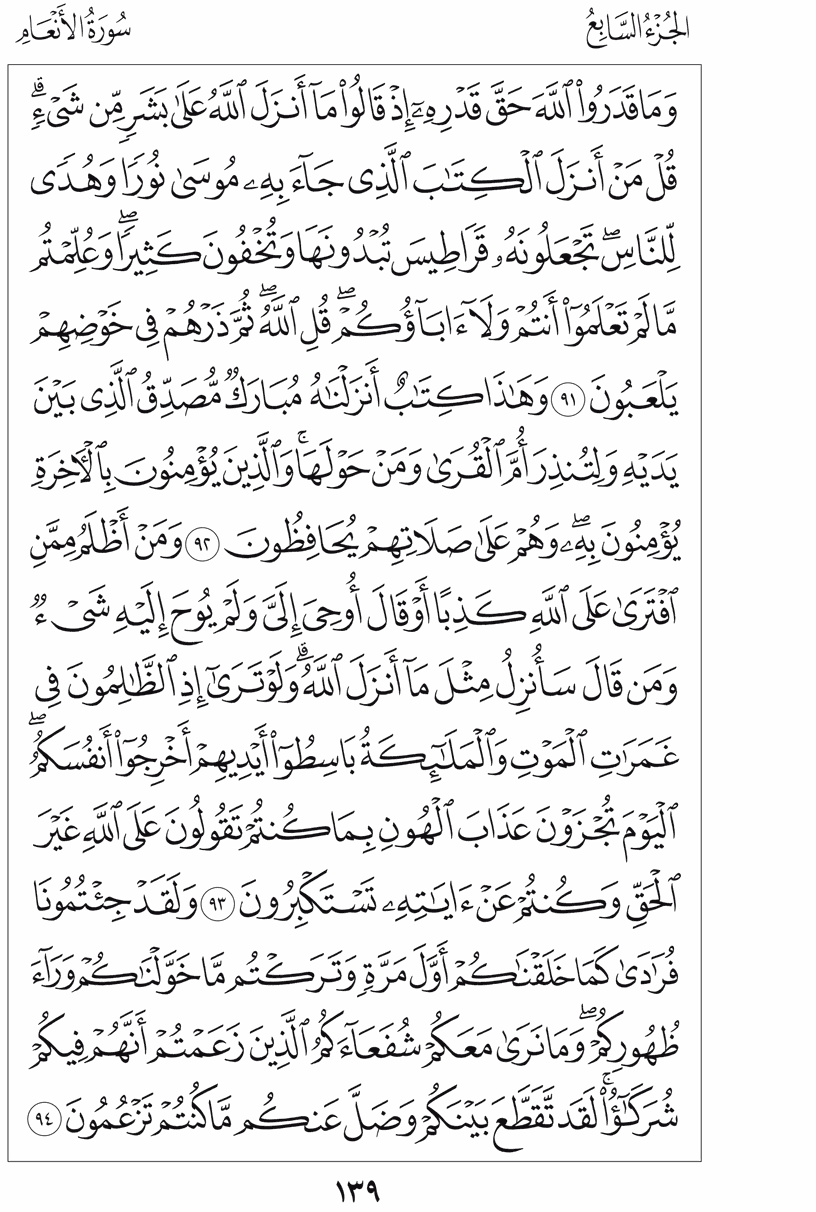 الجُزْءُ السَّابِعُ سُورَةُ الأَنْعَامِ
وَمَا قَدَرُوا۟ ٱللَّهَ حَقَّ قَدْرِهِۦٓ إِذْ قَالُوا۟ مَآ أَنزَلَ ٱللَّهُ عَلَىٰ بَشَرٍ مِّن شَىْءٍ ۗ
قُلْ مَنْ أَنزَلَ ٱلْكِتَـٰبَ ٱلَّذِى جَآءَ بِهِۦ مُوسَىٰ نُورًا وَهُدًى
لِّلنَّاسِ ۖ تَجْعَلُونَهُۥ قَرَاطِيسَ تُبْدُونَهَا وَتُخْفُونَ كَثِيرًا ۖ وَعُلِّمْتُم
مَّا لَمْ تَعْلَمُوٓا۟ أَنتُمْ وَلَآ ءَابَآؤُكُمْ ۖ قُلِ ٱللَّهُ ۖ ثُمَّ ذَرْهُمْ فِى خَوْضِهِمْ
يَلْعَبُونَ ٩١ وَهَـٰذَا كِتَـٰبٌ أَنزَلْنَـٰهُ مُبَارَكٌ مُّصَدِّقُ ٱلَّذِى بَيْنَ
يَدَيْهِ وَلِتُنذِرَ أُمَّ ٱلْقُرَىٰ وَمَنْ حَوْلَهَا ۚ وَٱلَّذِينَ يُؤْمِنُونَ بِٱلْـَٔاخِرَةِ
يُؤْمِنُونَ بِهِۦ ۖ وَهُمْ عَلَىٰ صَلَاتِهِمْ يُحَافِظُونَ ٩٢ وَمَنْ أَظْلَمُ مِمَّنِ
ٱفْتَرَىٰ عَلَى ٱللَّهِ كَذِبًا أَوْ قَالَ أُوحِىَ إِلَىَّ وَلَمْ يُوحَ إِلَيْهِ شَىْءٌ
وَمَن قَالَ سَأُنزِلُ مِثْلَ مَآ أَنزَلَ ٱللَّهُ ۗ وَلَوْ تَرَىٰٓ إِذِ ٱلظَّـٰلِمُونَ فِى
غَمَرَٰتِ ٱلْمَوْتِ وَٱلْمَلَـٰٓئِكَةُ بَاسِطُوٓا۟ أَيْدِيهِمْ أَخْرِجُوٓا۟ أَنفُسَكُمُ ۖ
ٱلْيَوْمَ تُجْزَوْنَ عَذَابَ ٱلْهُونِ بِمَا كُنتُمْ تَقُولُونَ عَلَى ٱللَّهِ غَيْرَ
ٱلْحَقِّ وَكُنتُمْ عَنْ ءَايَـٰتِهِۦ تَسْتَكْبِرُونَ ٩٣ وَلَقَدْ جِئْتُمُونَا
فُرَٰدَىٰ كَمَا خَلَقْنَـٰكُمْ أَوَّلَ مَرَّةٍ وَتَرَكْتُم مَّا خَوَّلْنَـٰكُمْ وَرَآءَ
ظُهُورِكُمْ ۖ وَمَا نَرَىٰ مَعَكُمْ شُفَعَآءَكُمُ ٱلَّذِينَ زَعَمْتُمْ أَنَّهُمْ فِيكُمْ
شُرَكَـٰٓؤُا۟ ۚ لَقَد تَّقَطَّعَ بَيْنَكُمْ وَضَلَّ عَنكُم مَّا كُنتُمْ تَزْعُمُونَ ٩٤
١٣٩